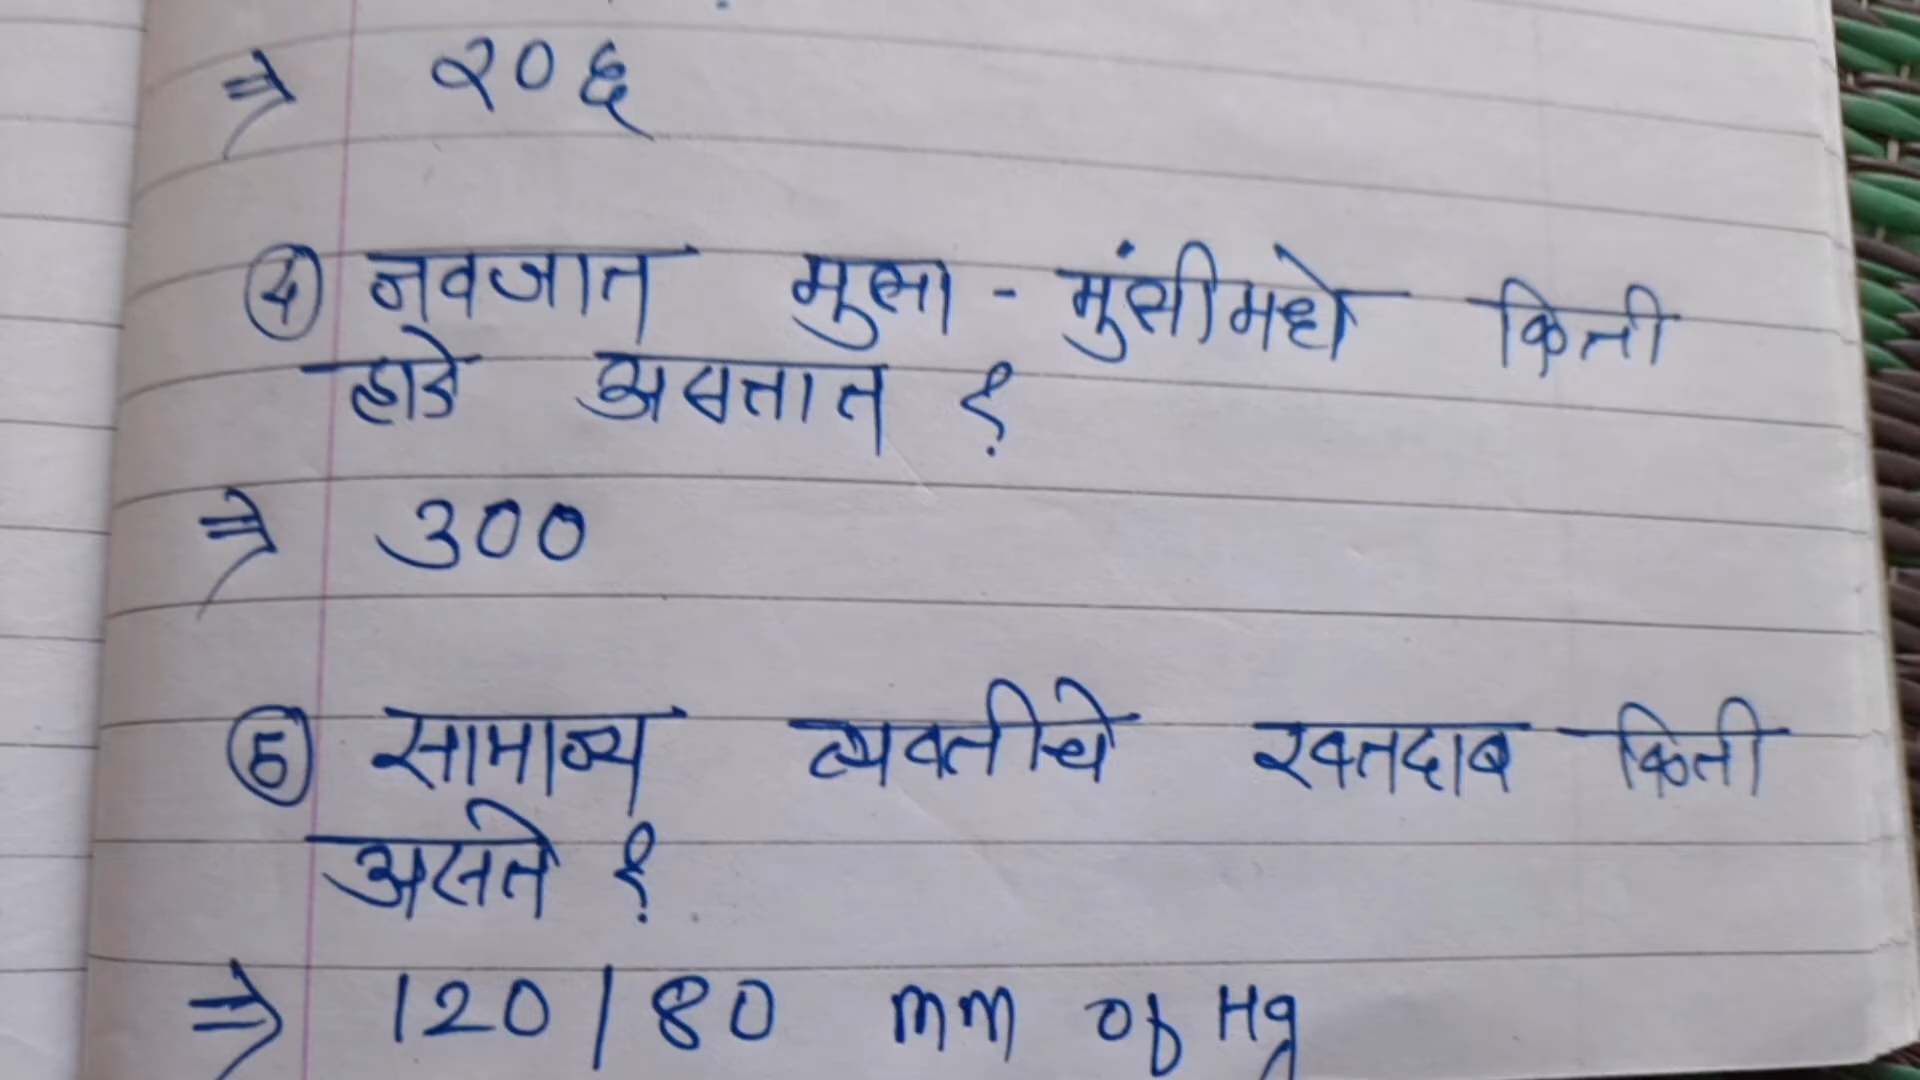 ⇒ २०६
④ नवजात मुला - मुंलीमधे किती
हाडे असतात ?
⇒ 300
⑤ सामान्य व्यक्तीचे रक्तदाब किती
असते ?
⇒ 120/80 mm of Hg